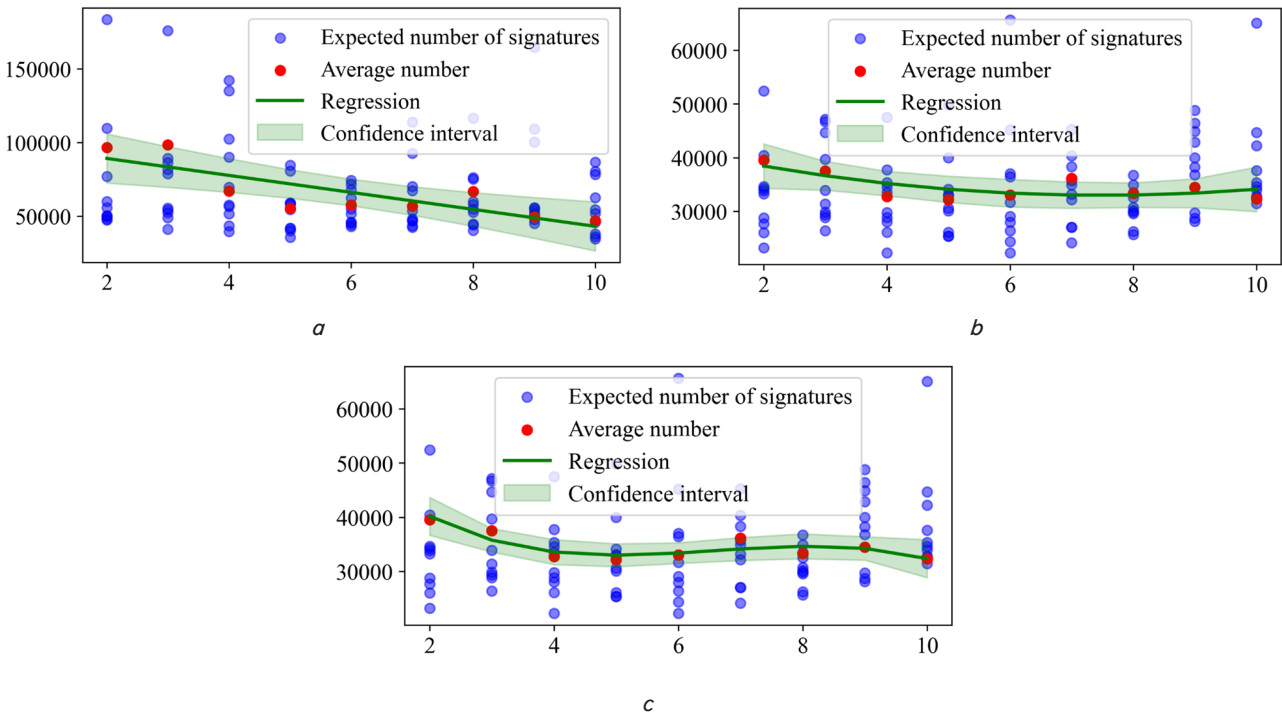 Expected number of signatures
Average number
Regression
Confidence interval
150000
100000
50000
2 4 6 8 10
a
Expected number of signatures
Average number
Regression
Confidence interval
60000
50000
40000
30000
2 4 6 8 10
b
Expected number of signatures
Average number
Regression
Confidence interval
60000
50000
40000
30000
2 4 6 8 10
c